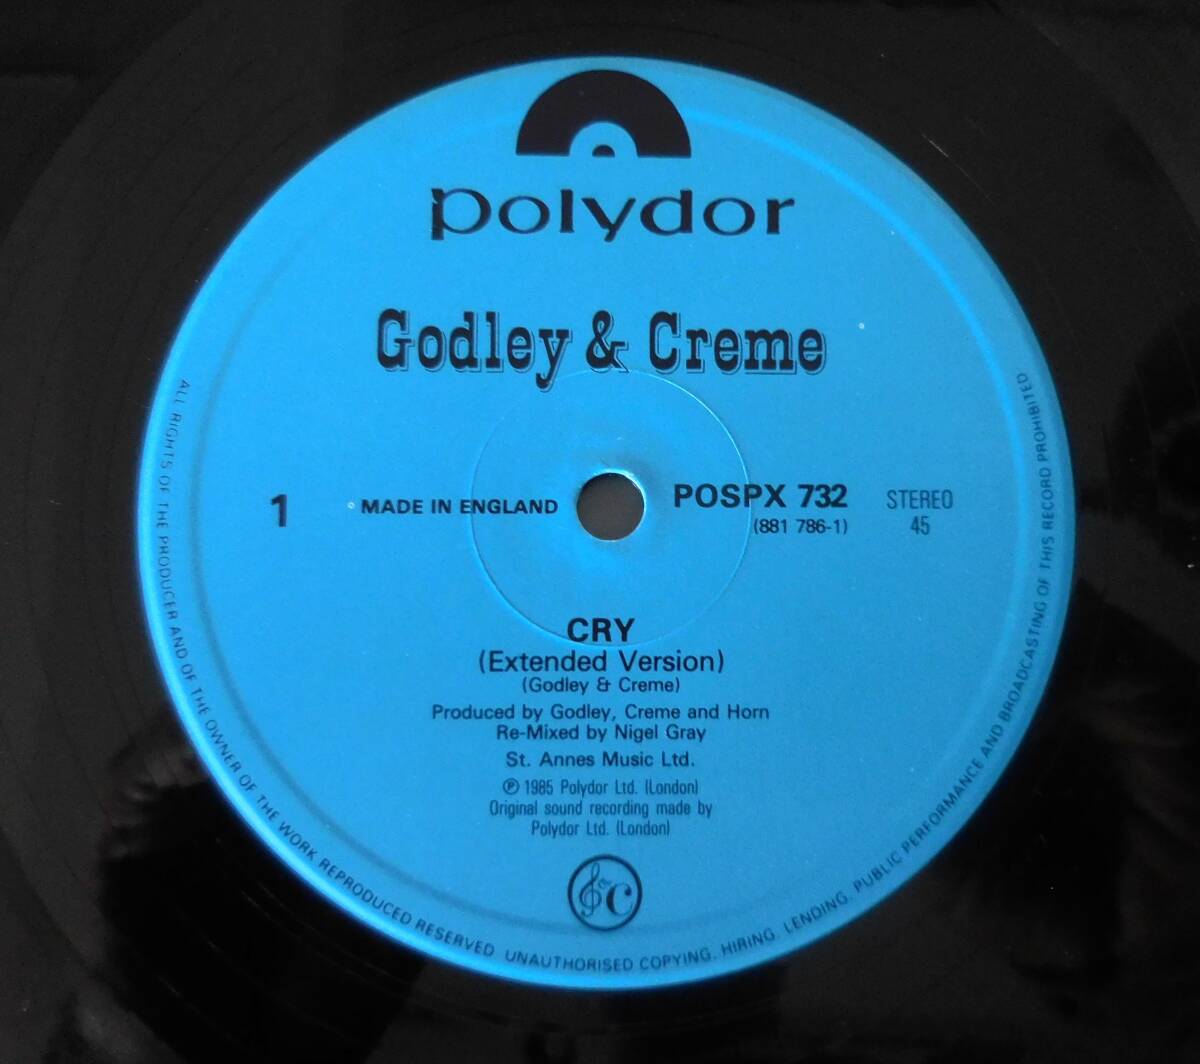 polydor
Godley & Creme
1
MADE IN ENGLAND
POSPX 732
(881 786-1)
STEREO
45
CRY
(Extended Version)
(Godley & Creme)
Produced by Godley, Creme and Horn
Re-Mixed by Nigel Gray
St. Annes Music Ltd.
℗ 1985 Polydor Ltd. (London)
Original sound recording made by
Polydor Ltd. (London)
ALL RIGHTS OF THE PRODUCER AND OF THE OWNER OF THE WORK REPRODUCED RESERVED. UNAUTHORISED COPYING, HIRING, LENDING, PUBLIC PERFORMANCE AND BROADCASTING OF THIS RECORD PROHIBITED